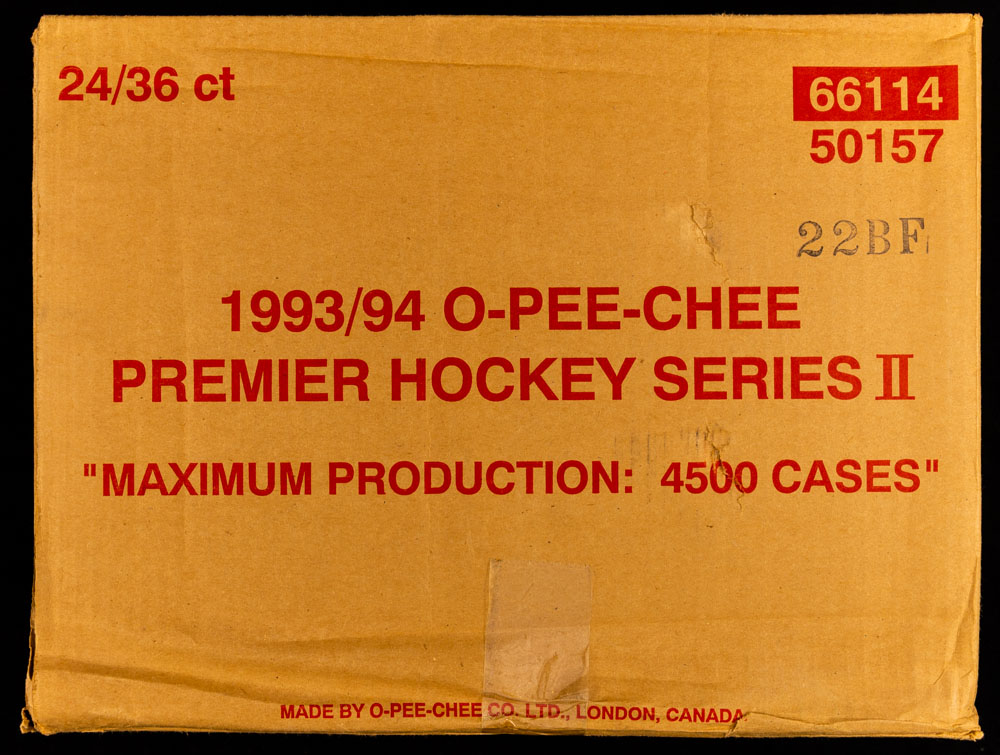 24/36 ct
66114
50157
22BF
1993/94 O-PEE-CHEE
PREMIER HOCKEY SERIES II
"MAXIMUM PRODUCTION: 4500 CASES"
MADE BY O-PEE-CHEE CO. LTD., LONDON, CANADA